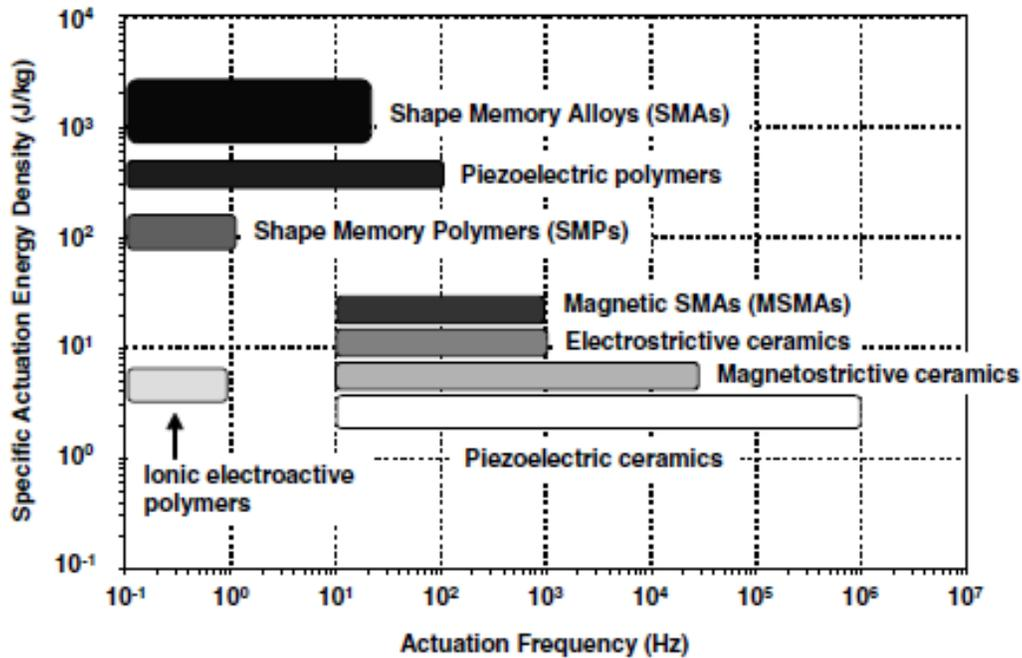 Specific Actuation Energy Density (J/kg)
10⁴
10³
10²
10¹
10⁰
10⁻¹
Shape Memory Alloys (SMAs)
Piezoelectric polymers
Shape Memory Polymers (SMPs)
Magnetic SMAs (MSMAs)
Electrostrictive ceramics
Magnetostrictive ceramics
Piezoelectric ceramics
Ionic electroactive
polymers
10⁻¹ 10⁰ 10¹ 10² 10³ 10⁴ 10⁵ 10⁶ 10⁷
Actuation Frequency (Hz)